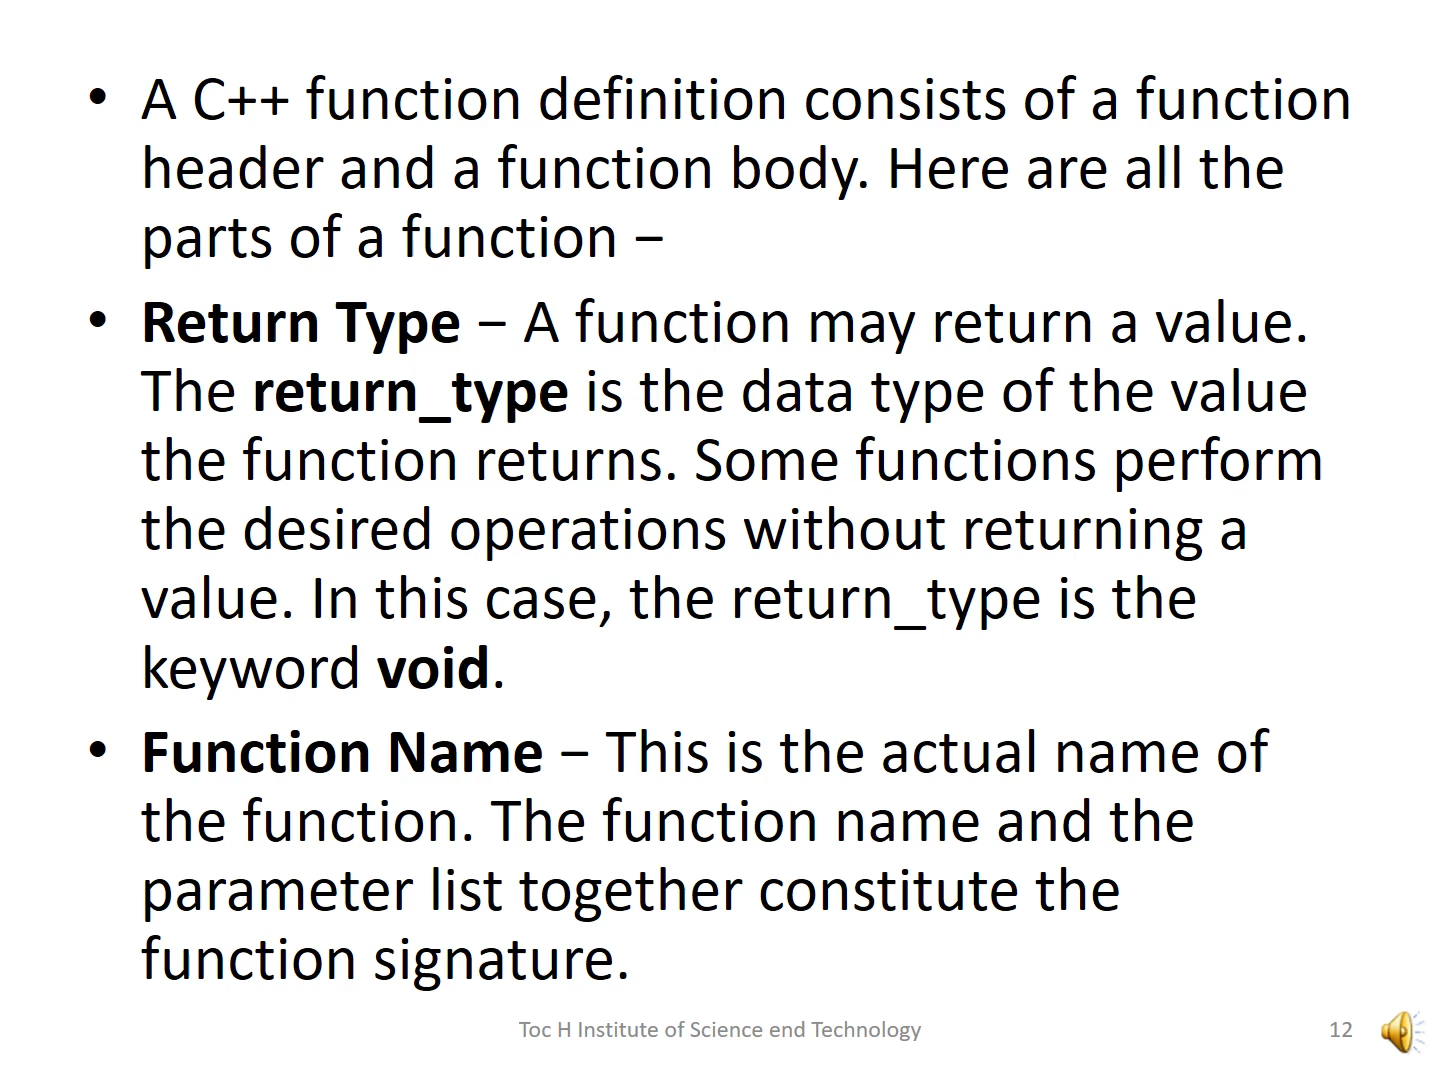 • A C++ function definition consists of a function
header and a function body. Here are all the
parts of a function −
• Return Type − A function may return a value.
The return_type is the data type of the value
the function returns. Some functions perform
the desired operations without returning a
value. In this case, the return_type is the
keyword void.
• Function Name − This is the actual name of
the function. The function name and the
parameter list together constitute the
function signature.
Toc H Institute of Science end Technology
12